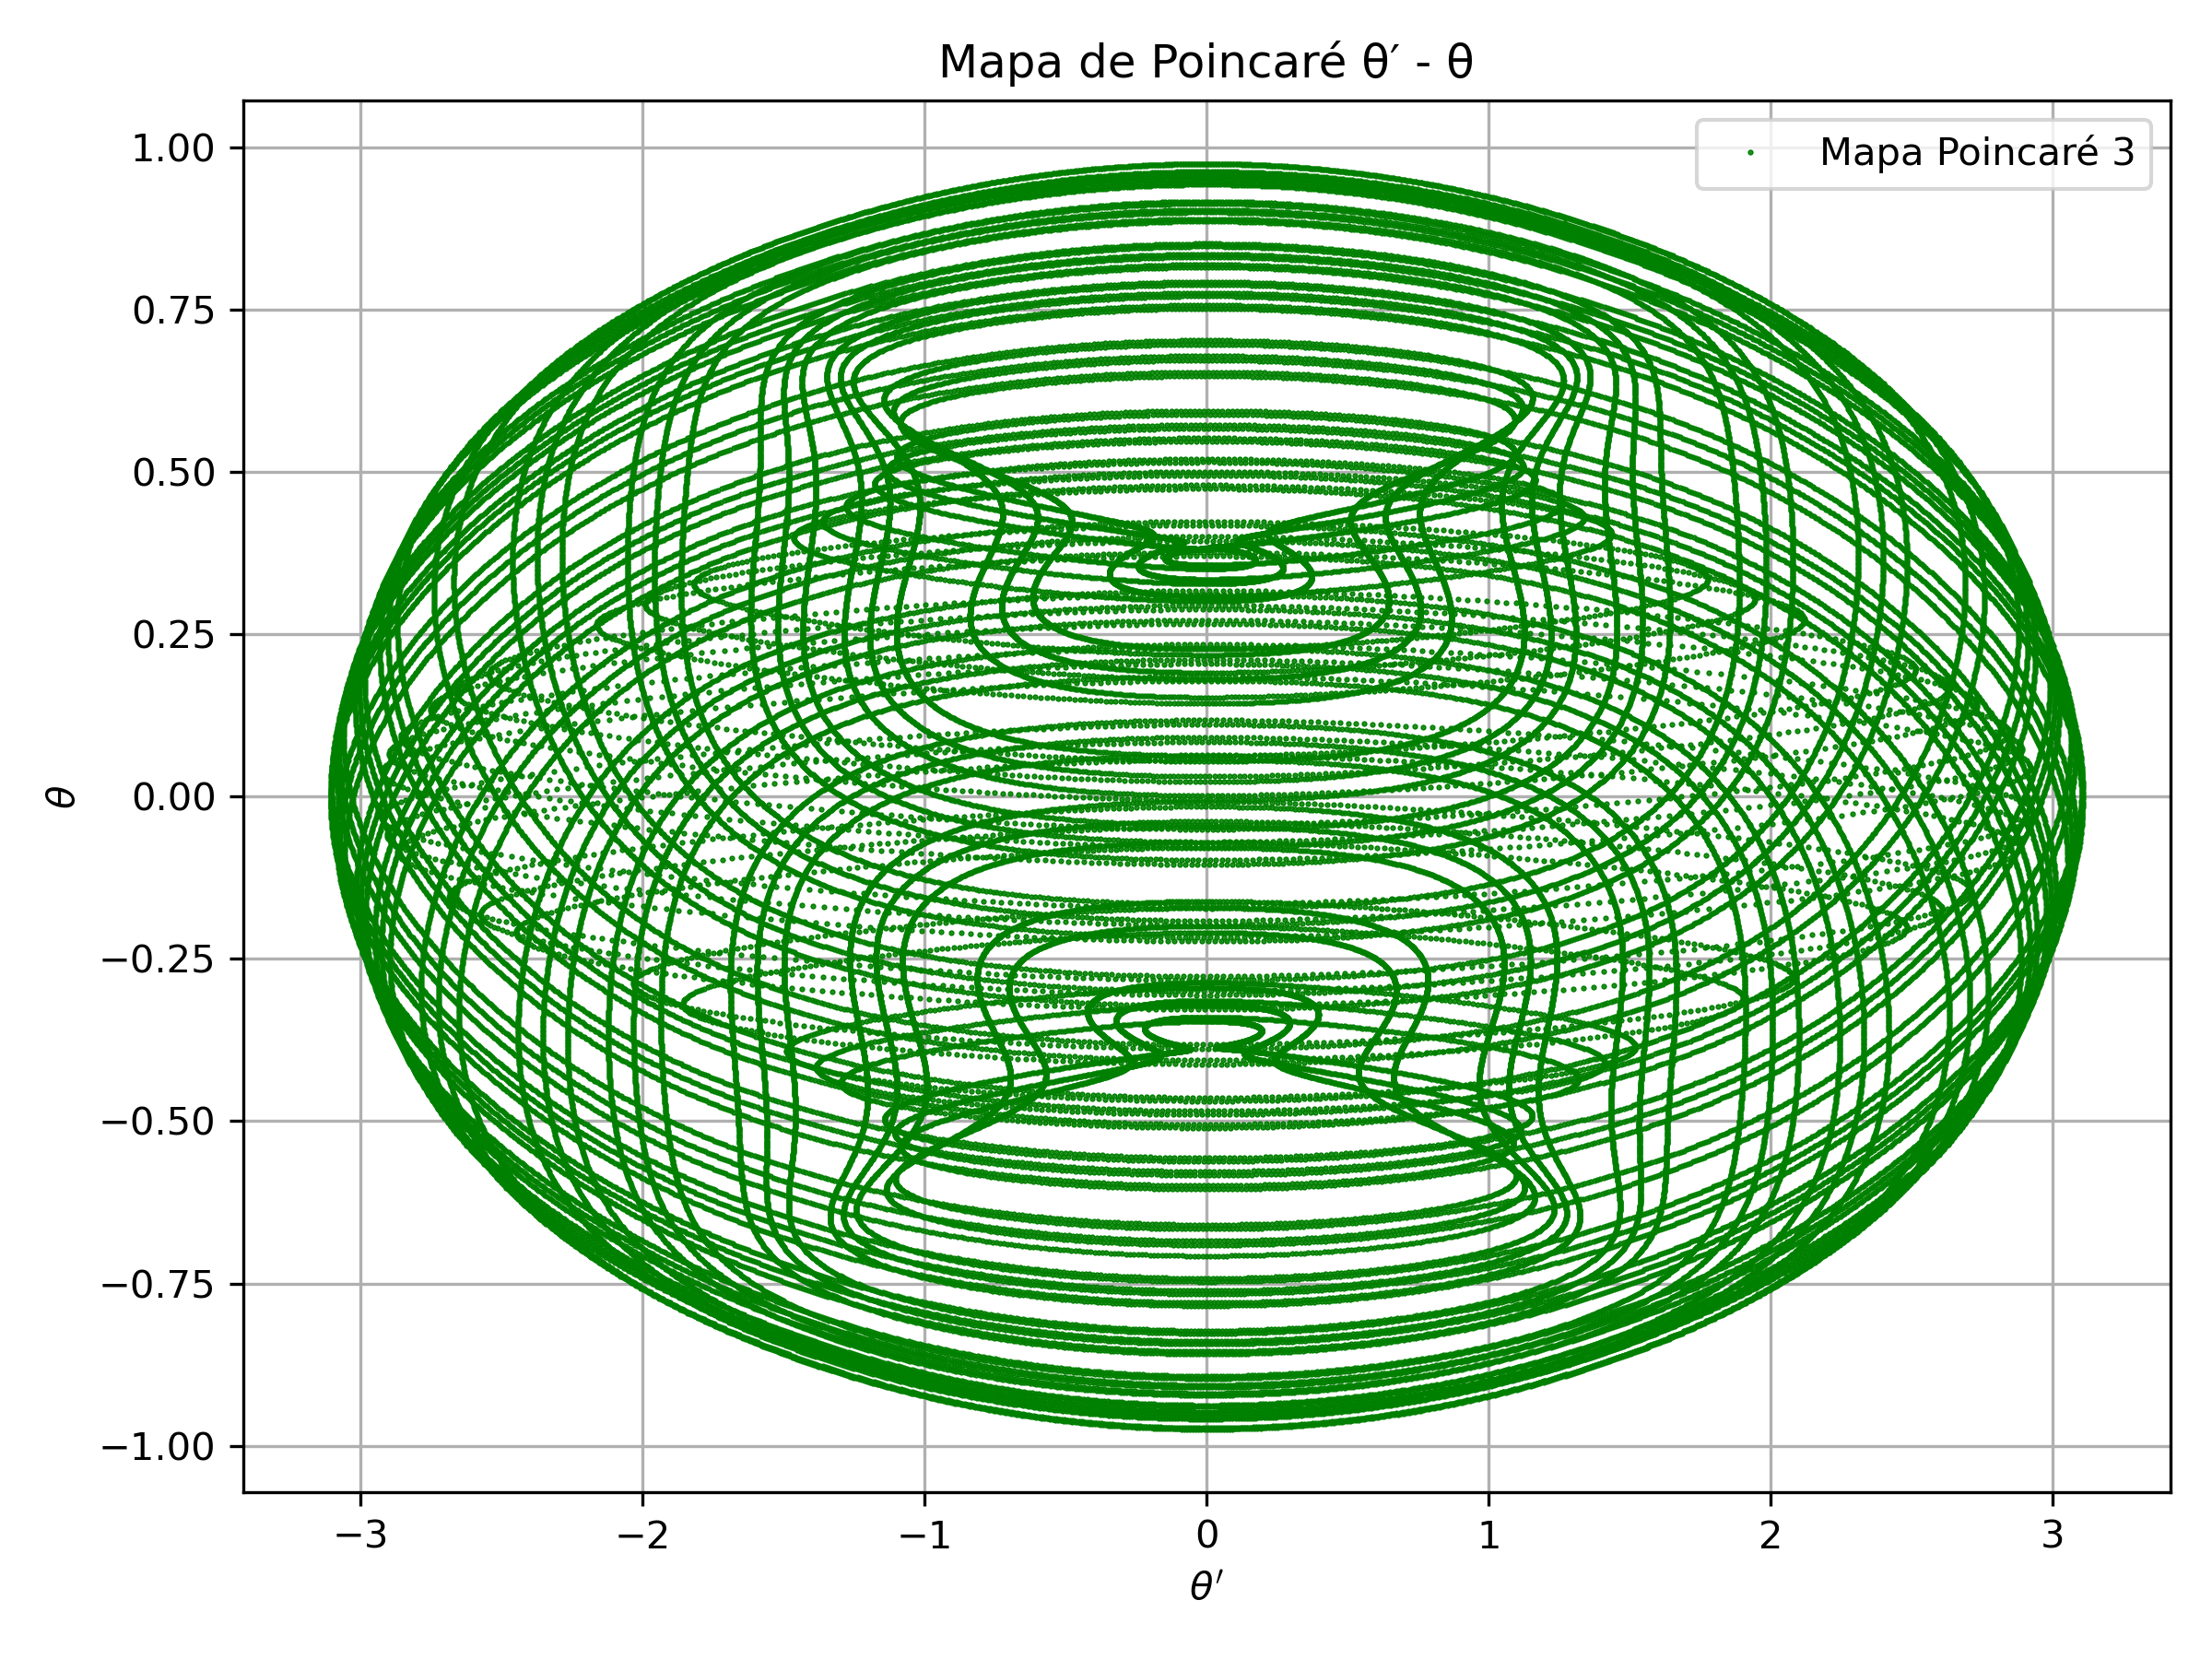 Mapa de Poincaré θ′ - θ
Mapa Poincaré 3
1.00
0.75
0.50
0.25
0.00
−0.25
−0.50
−0.75
−1.00
θ
−3 −2 −1 0 1 2 3
θ′